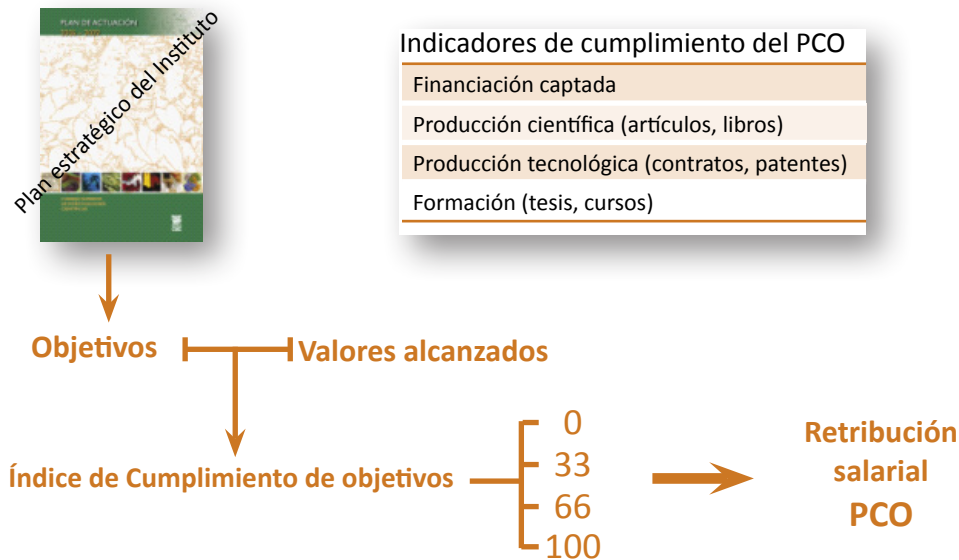 PLAN DE ACTUACIÓN
Plan estratégico del Instituto
Indicadores de cumplimiento del PCO
Financiación captada
Producción científica (artículos, libros)
Producción tecnológica (contratos, patentes)
Formación (tesis, cursos)
Objetivos
Valores alcanzados
Índice de Cumplimiento de objetivos
0
33
66
100
Retribución
salarial
PCO